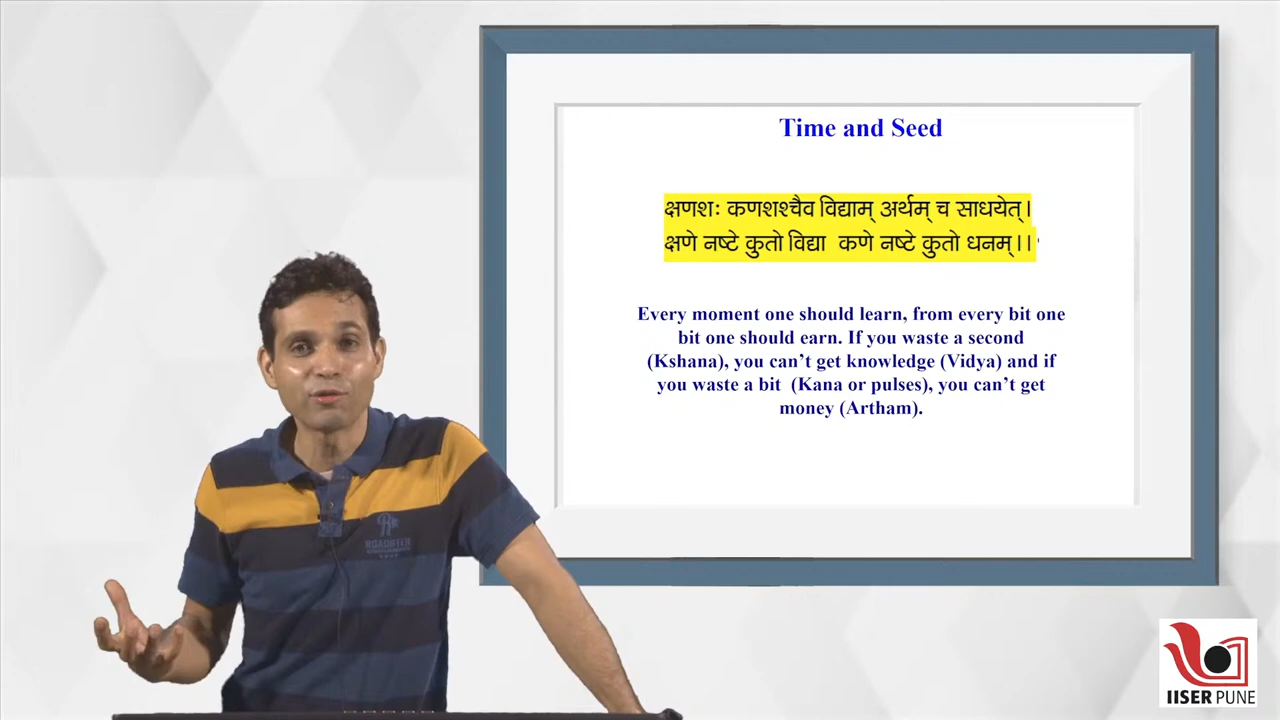 Time and Seed
क्षणशः कणशश्चैव विद्याम् अर्थम् च साधयेत्।
क्षणे नष्टे कुतो विद्या कणे नष्टे कुतो धनम्।।
Every moment one should learn, from every bit one
bit one should earn. If you waste a second
(Kshana), you can't get knowledge (Vidya) and if
you waste a bit (Kana or pulses), you can't get
money (Artham).
ROADSTER
IISER PUNE